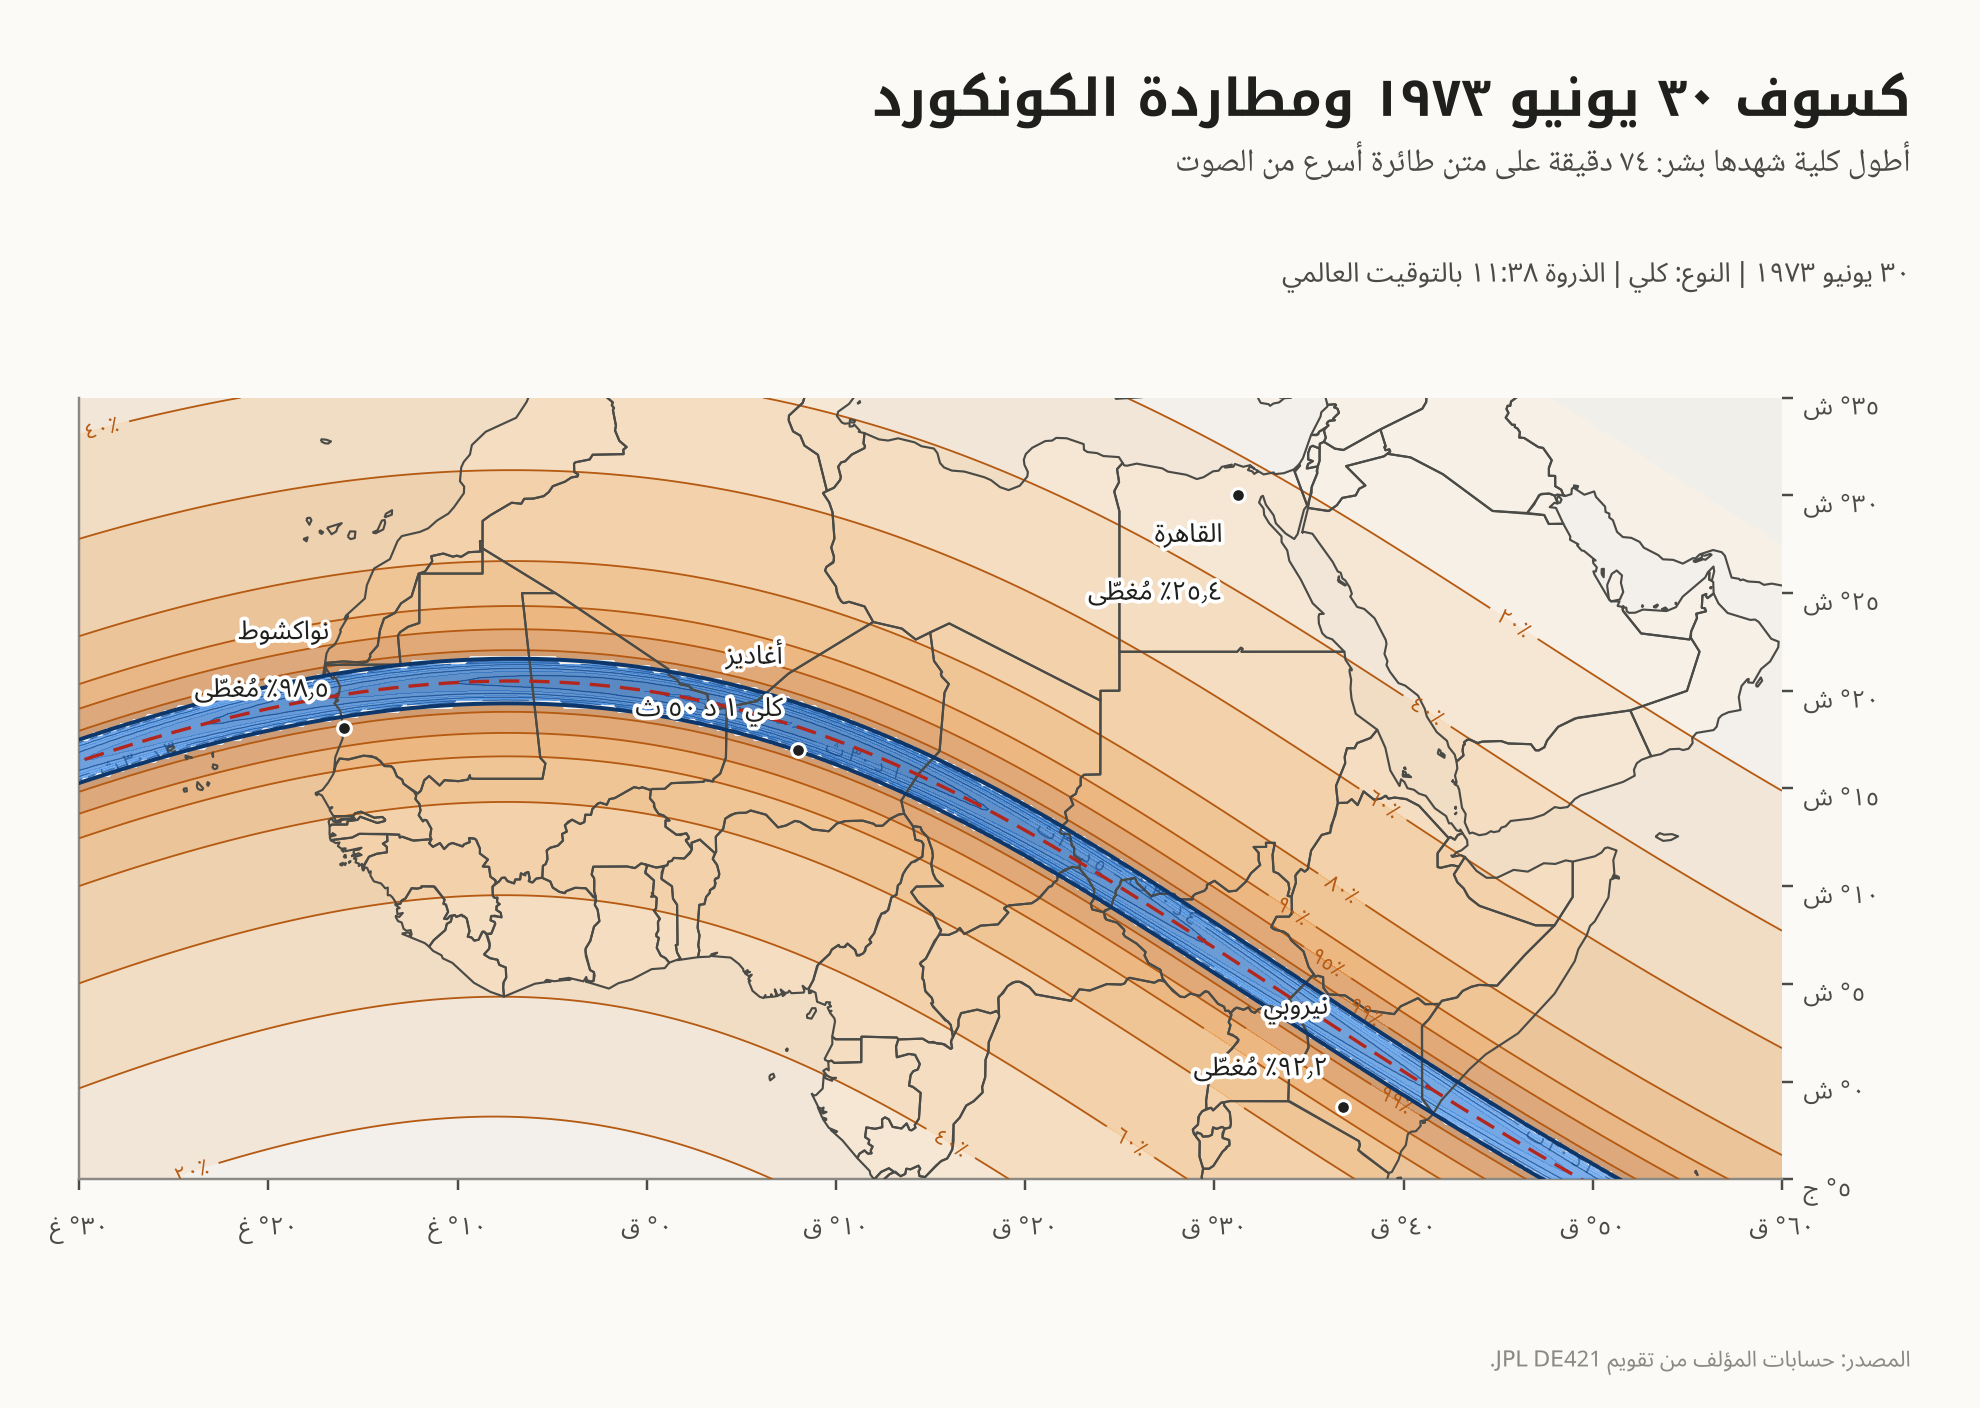 كسوف ٣٠ يونيو ١٩٧٣ ومطاردة الكونكورد
أطول كلية شهدها بشر: ٧٤ دقيقة على متن طائرة أسرع من الصوت
٣٠ يونيو ١٩٧٣ | النوع: كلي | الذروة ١١:٣٨ بالتوقيت العالمي
٣٥° ش
٣٠° ش
٢٥° ش
٢٠° ش
١٥° ش
١٠° ش
٥° ش
٠° ش
٥° ج
٤٠٪
القاهرة
٢٥٫٤٪ مُغطّى
٢٠٪
نواكشوط
٩٨٫٥٪ مُغطّى
أغاديز
كلي ١ د ٥٠ ث
٤٠٪
٦٠٪
٨٠٪
٩٠٪
٩٥٪
٩٩٪
نيروبي
٩٢٫٢٪ مُغطّى
٩٩٪
٦٠٪
٤٠٪
٢٠٪
٣٠° غ
٢٠° غ
١٠° غ
٠° ق
١٠° ق
٢٠° ق
٣٠° ق
٤٠° ق
٥٠° ق
٦٠° ق
المصدر: حسابات المؤلف من تقويم JPL DE421.